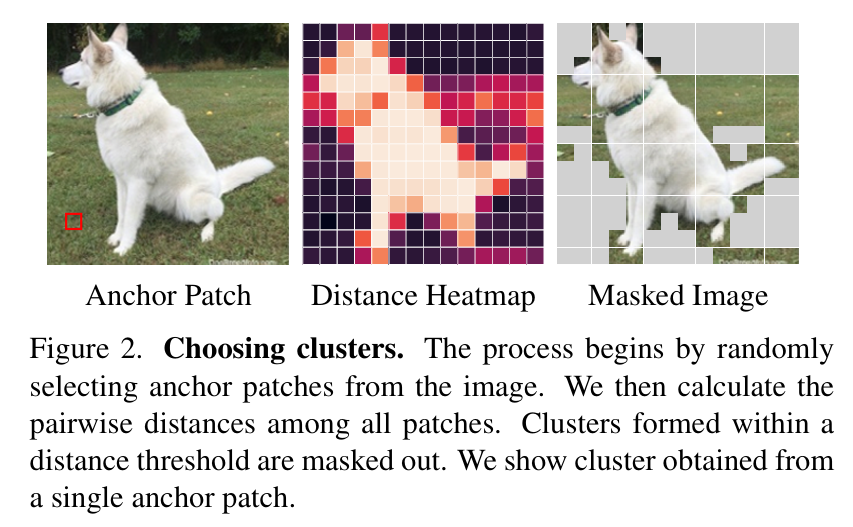 Anchor Patch Distance Heatmap Masked Image
Figure 2. Choosing clusters. The process begins by randomly
selecting anchor patches from the image. We then calculate the
pairwise distances among all patches. Clusters formed within a
distance threshold are masked out. We show cluster obtained from
a single anchor patch.